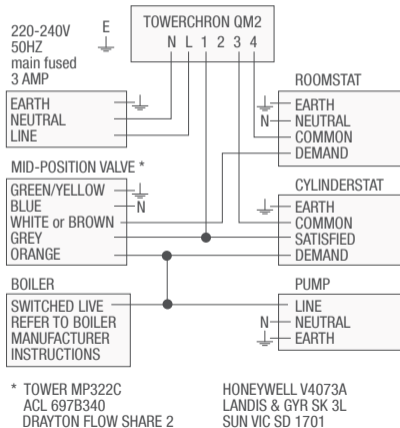 220-240V
50HZ
main fused
3 AMP
E
TOWERCHRON QM2
N L 1 2 3 4
EARTH
NEUTRAL
LINE
ROOMSTAT
EARTH
N NEUTRAL
COMMON
DEMAND
MID-POSITION VALVE *
GREEN/YELLOW
BLUE N
WHITE or BROWN
GREY
ORANGE
CYLINDERSTAT
EARTH
COMMON
SATISFIED
DEMAND
BOILER
SWITCHED LIVE
REFER TO BOILER
MANUFACTURER
INSTRUCTIONS
PUMP
LINE
N NEUTRAL
EARTH
* TOWER MP322C
ACL 697B340
DRAYTON FLOW SHARE 2
HONEYWELL V4073A
LANDIS & GYR SK 3L
SUN VIC SD 1701